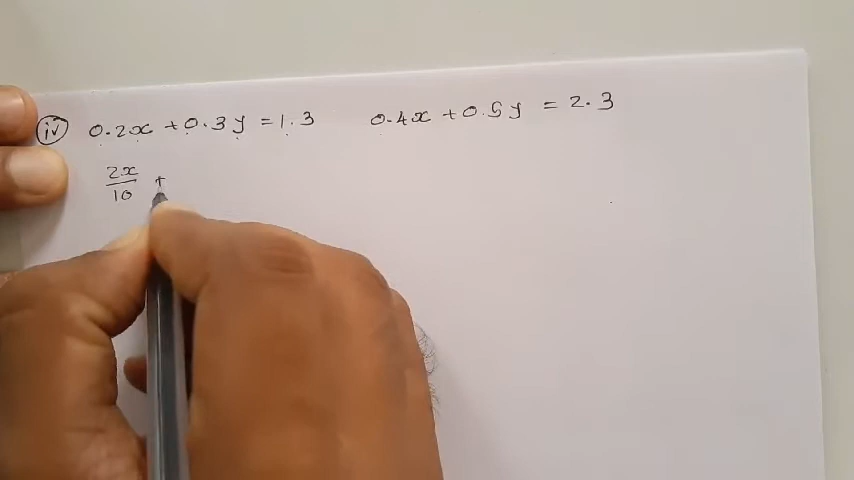 (iv) 0.2x + 0.3y = 1.3 0.4x + 0.5y = 2.3
2x/10 +